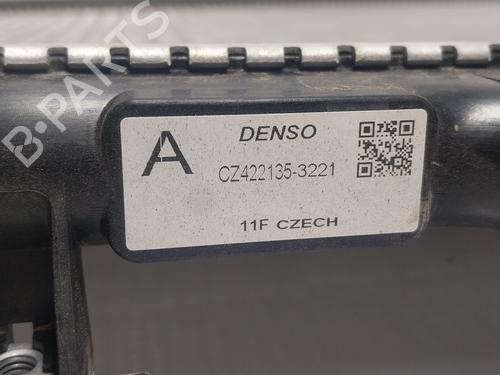 B-PARTS
A
DENSO
CZ422135-3221
11F CZECH